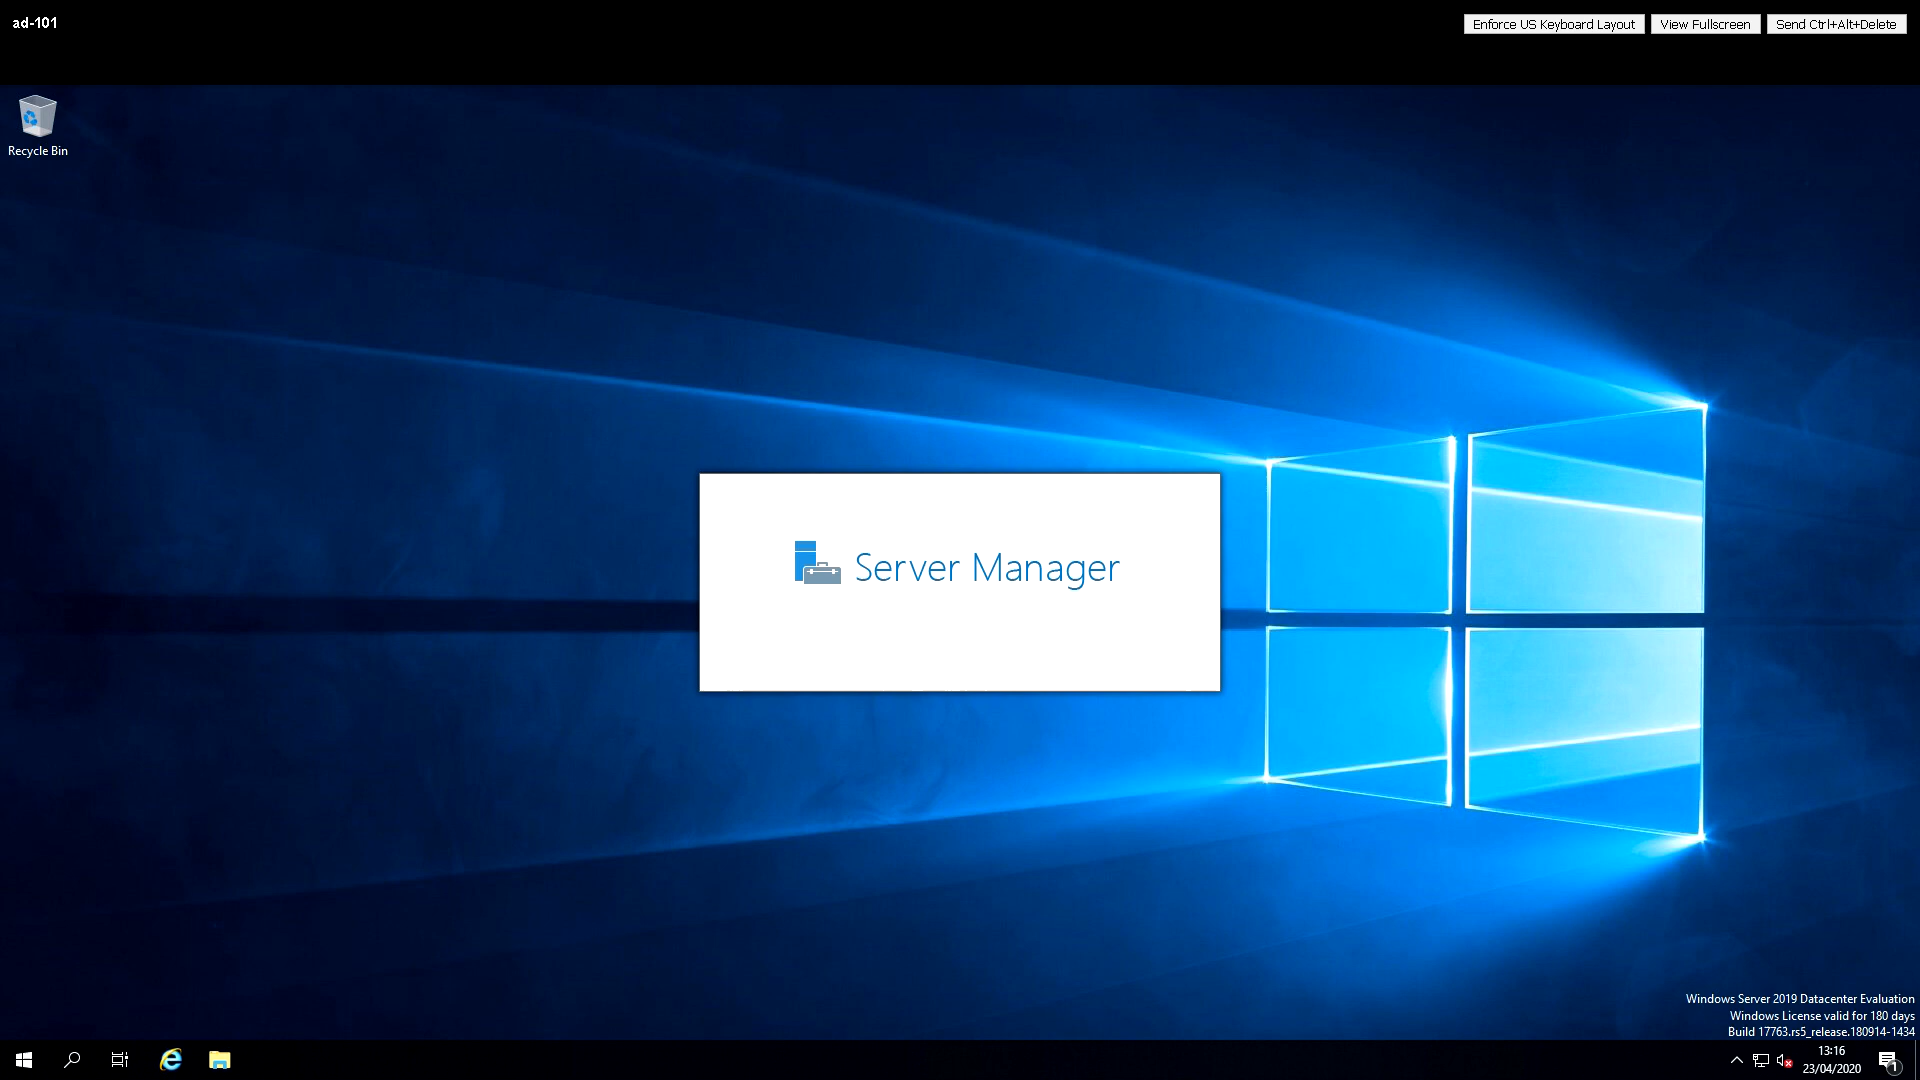 ad-101
Enforce US Keyboard Layout
View Fullscreen
Send Ctrl+Alt+Delete
Recycle Bin
Server Manager
Windows Server 2019 Datacenter Evaluation
Windows License valid for 180 days
Build 17763.rs5_release.180914-1434
13:16
23/04/2020
1